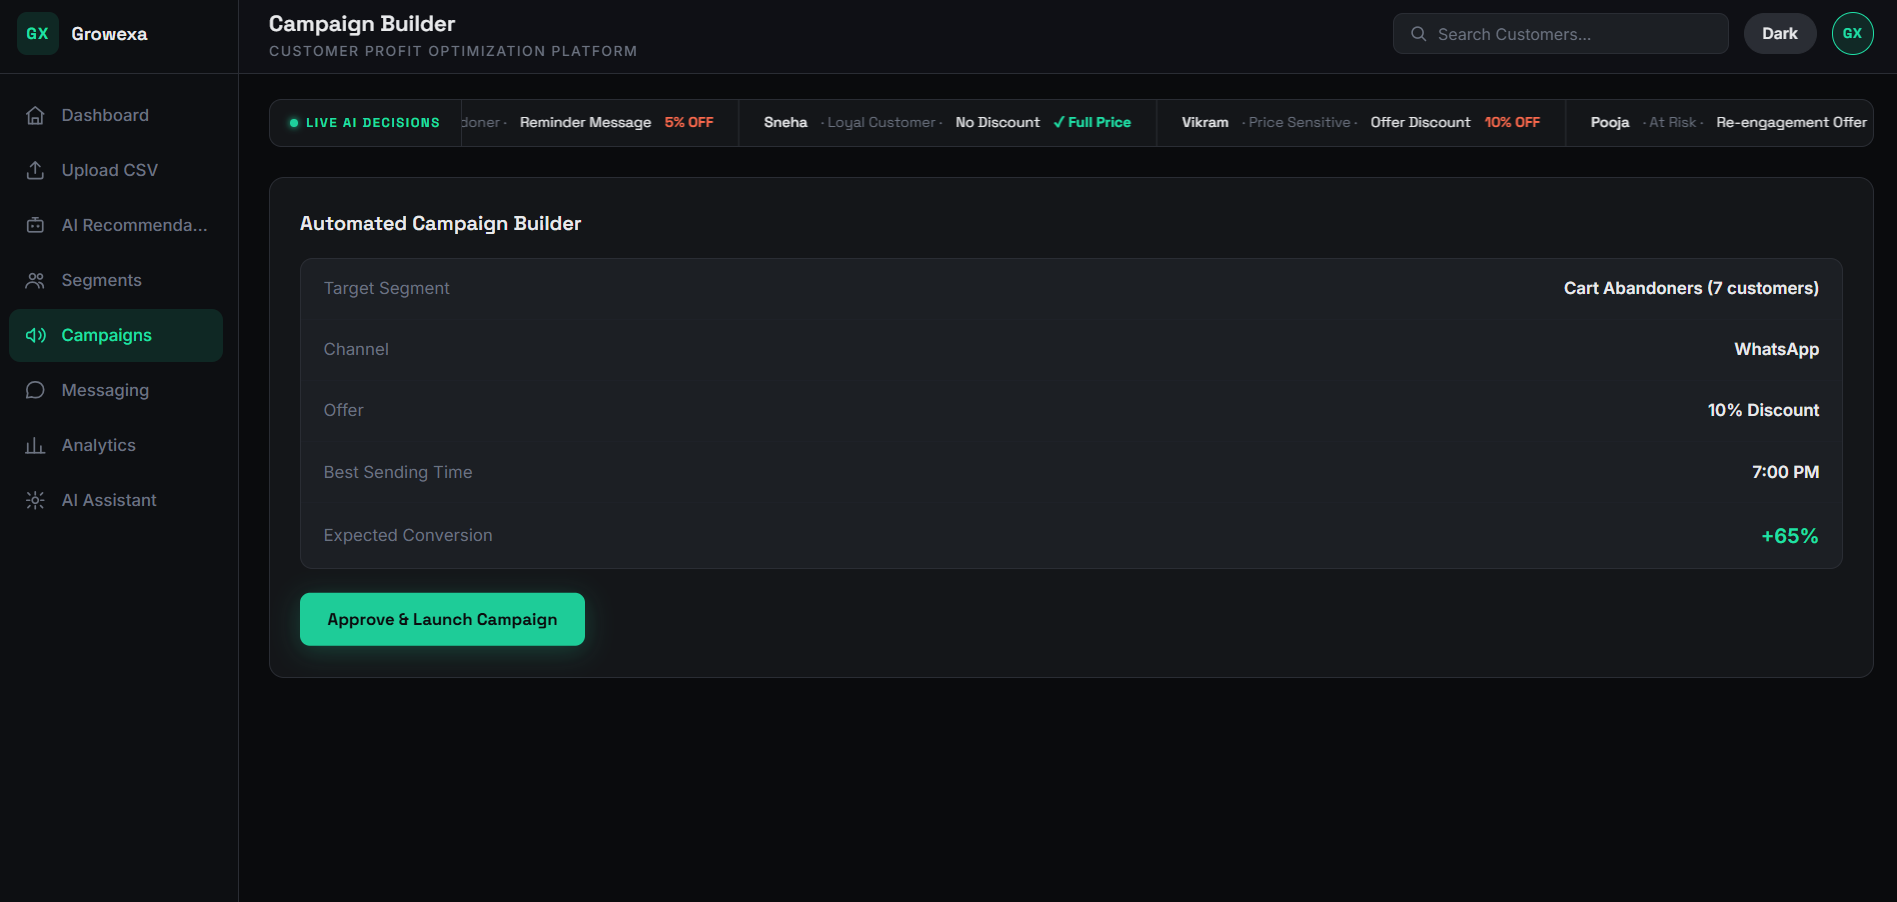 GX Growexa
Campaign Builder
CUSTOMER PROFIT OPTIMIZATION PLATFORM
Search Customers...
Dark
GX
Dashboard
Upload CSV
AI Recommenda...
Segments
Campaigns
Messaging
Analytics
AI Assistant
LIVE AI DECISIONS doner · Reminder Message 5% OFF Sneha · Loyal Customer · No Discount ✓ Full Price Vikram · Price Sensitive · Offer Discount 10% OFF Pooja · At Risk · Re-engagement Offer
Automated Campaign Builder
Target Segment Cart Abandoners (7 customers)
Channel WhatsApp
Offer 10% Discount
Best Sending Time 7:00 PM
Expected Conversion +65%
Approve & Launch Campaign